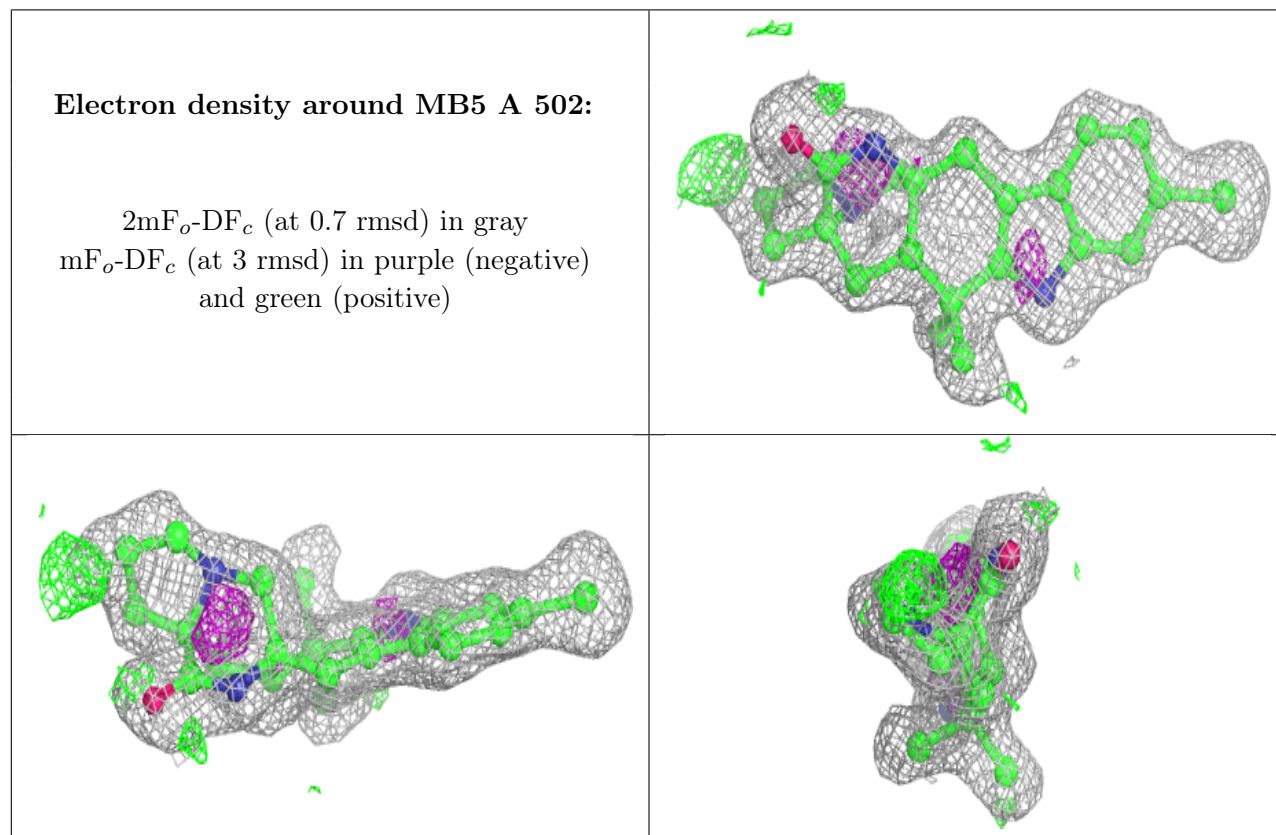 Electron density around MB5 A 502:
2mFo-DFc (at 0.7 rmsd) in gray
mFo-DFc (at 3 rmsd) in purple (negative)
and green (positive)